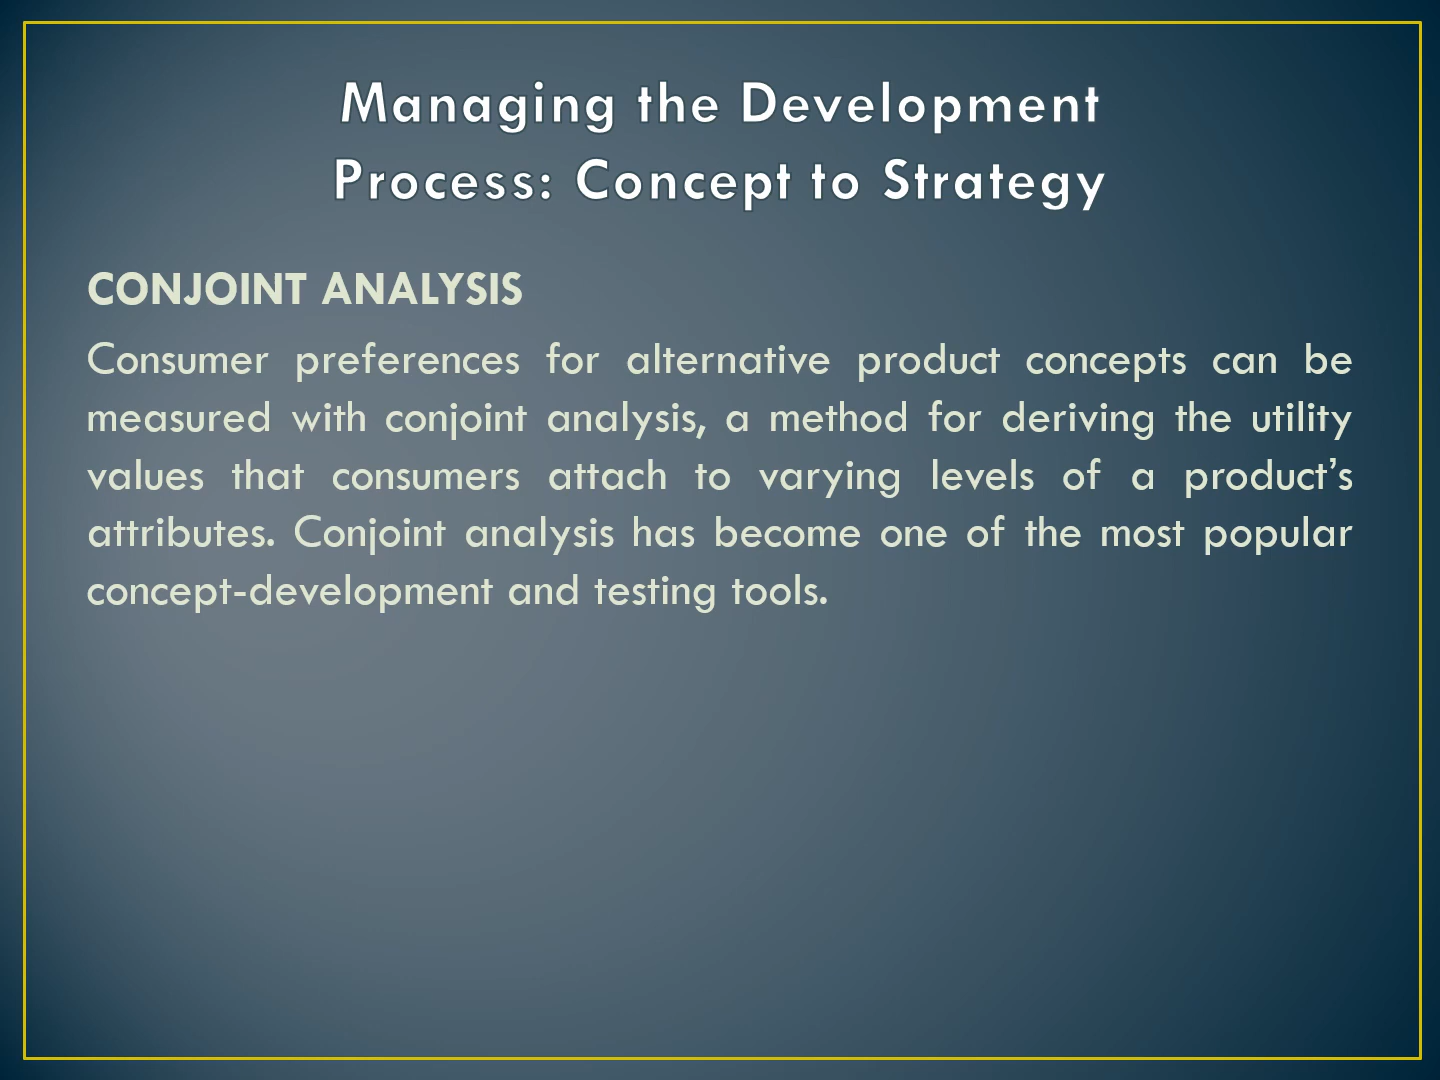 Managing the Development
Process: Concept to Strategy
CONJOINT ANALYSIS
Consumer preferences for alternative product concepts can be
measured with conjoint analysis, a method for deriving the utility
values that consumers attach to varying levels of a product’s
attributes. Conjoint analysis has become one of the most popular
concept-development and testing tools.